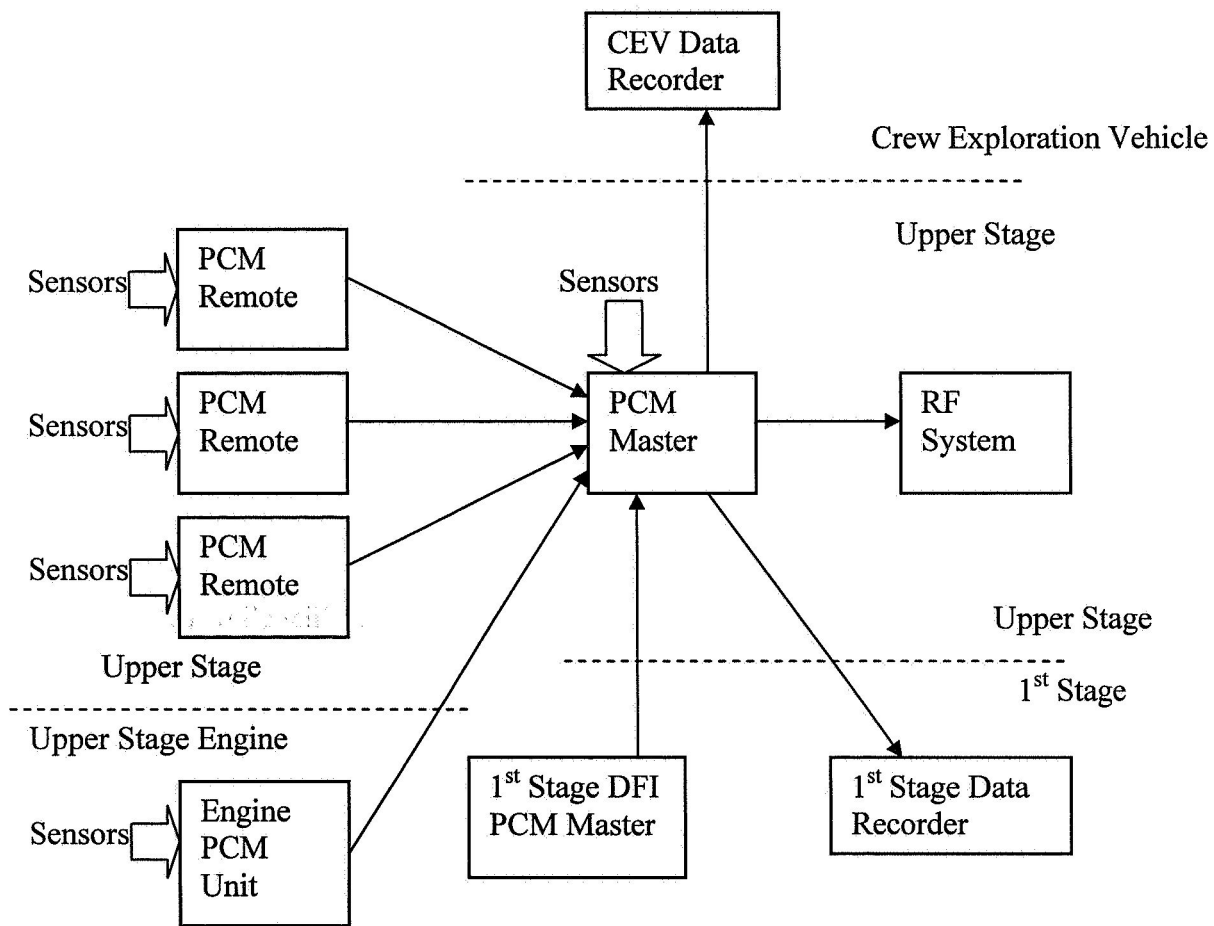 CEV Data
Recorder
Crew Exploration Vehicle
Upper Stage
Sensors
PCM
Remote
Sensors
Sensors
PCM
Remote
PCM
Master
RF
System
Sensors
PCM
Remote
Upper Stage
Upper Stage
1st Stage
Upper Stage Engine
Sensors
Engine
PCM
Unit
1st Stage DFI
PCM Master
1st Stage Data
Recorder